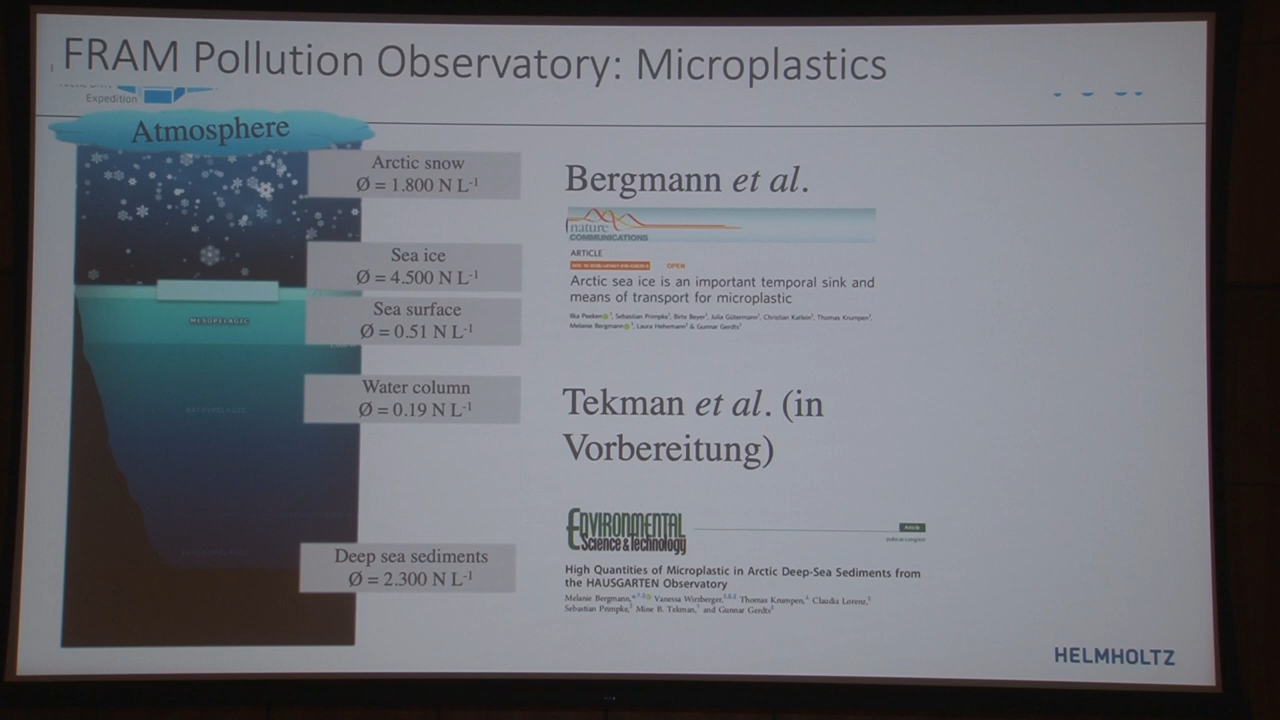 FRAM Pollution Observatory: Microplastics
Expedition
Atmosphere
Arctic snow
Ø = 1.800 N L-1
Sea ice
Ø = 4.500 N L-1
Sea surface
Ø = 0.51 N L-1
MESOPELAGIC
Water column
Ø = 0.19 N L-1
BATHYPELAGIC
Deep sea sediments
Ø = 2.300 N L-1
Bergmann et al.
nature
COMMUNICATIONS
ARTICLE
OPEN
Arctic sea ice is an important temporal sink and
means of transport for microplastic
Ilka Peeken, Sebastian Primpke, Birte Beyer, Julia Gütermann, Christian Katlein, Thomas Krumpen,
Melanie Bergmann, Laura Hehemann & Gunnar Gerdts
Tekman et al. (in
Vorbereitung)
ENVIRONMENTAL
Science & Technology
Article
High Quantities of Microplastic in Arctic Deep-Sea Sediments from
the HAUSGARTEN Observatory
Melanie Bergmann, Vanessa Wirzberger, Thomas Krumpen, Claudia Lorenz,
Sebastian Primpke, Mine B. Tekman, and Gunnar Gerdts
HELMHOLTZ